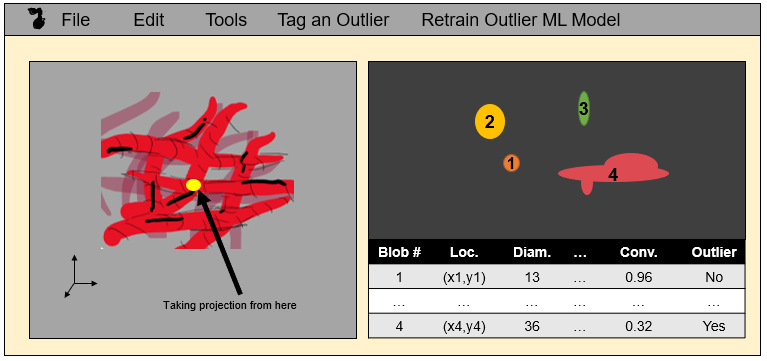 File Edit Tools Tag an Outlier Retrain Outlier ML Model
Taking projection from here
1
2
3
4
Blob # Loc. Diam. … Conv. Outlier
1 (x1,y1) 13 … 0.96 No
… … … … … …
4 (x4,y4) 36 … 0.32 Yes